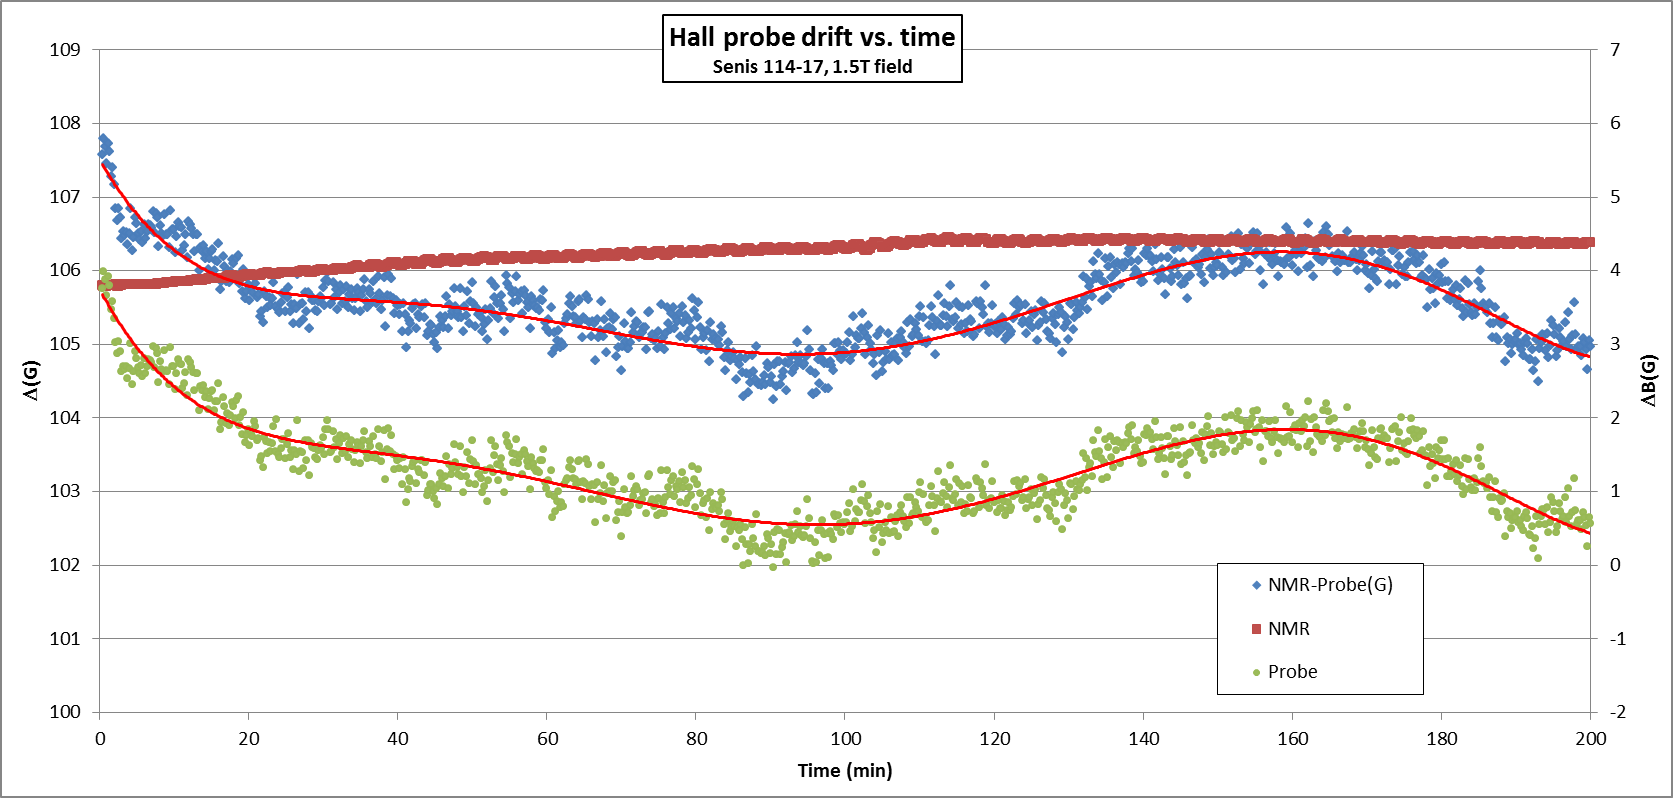 Hall probe drift vs. time
Senis 114-17, 1.5T field
109
108
107
106
105
104
103
102
101
100
Δ(G)
7
6
5
4
3
2
1
0
-1
-2
ΔB(G)
NMR-Probe(G)
NMR
Probe
0 20 40 60 80 100 120 140 160 180 200
Time (min)